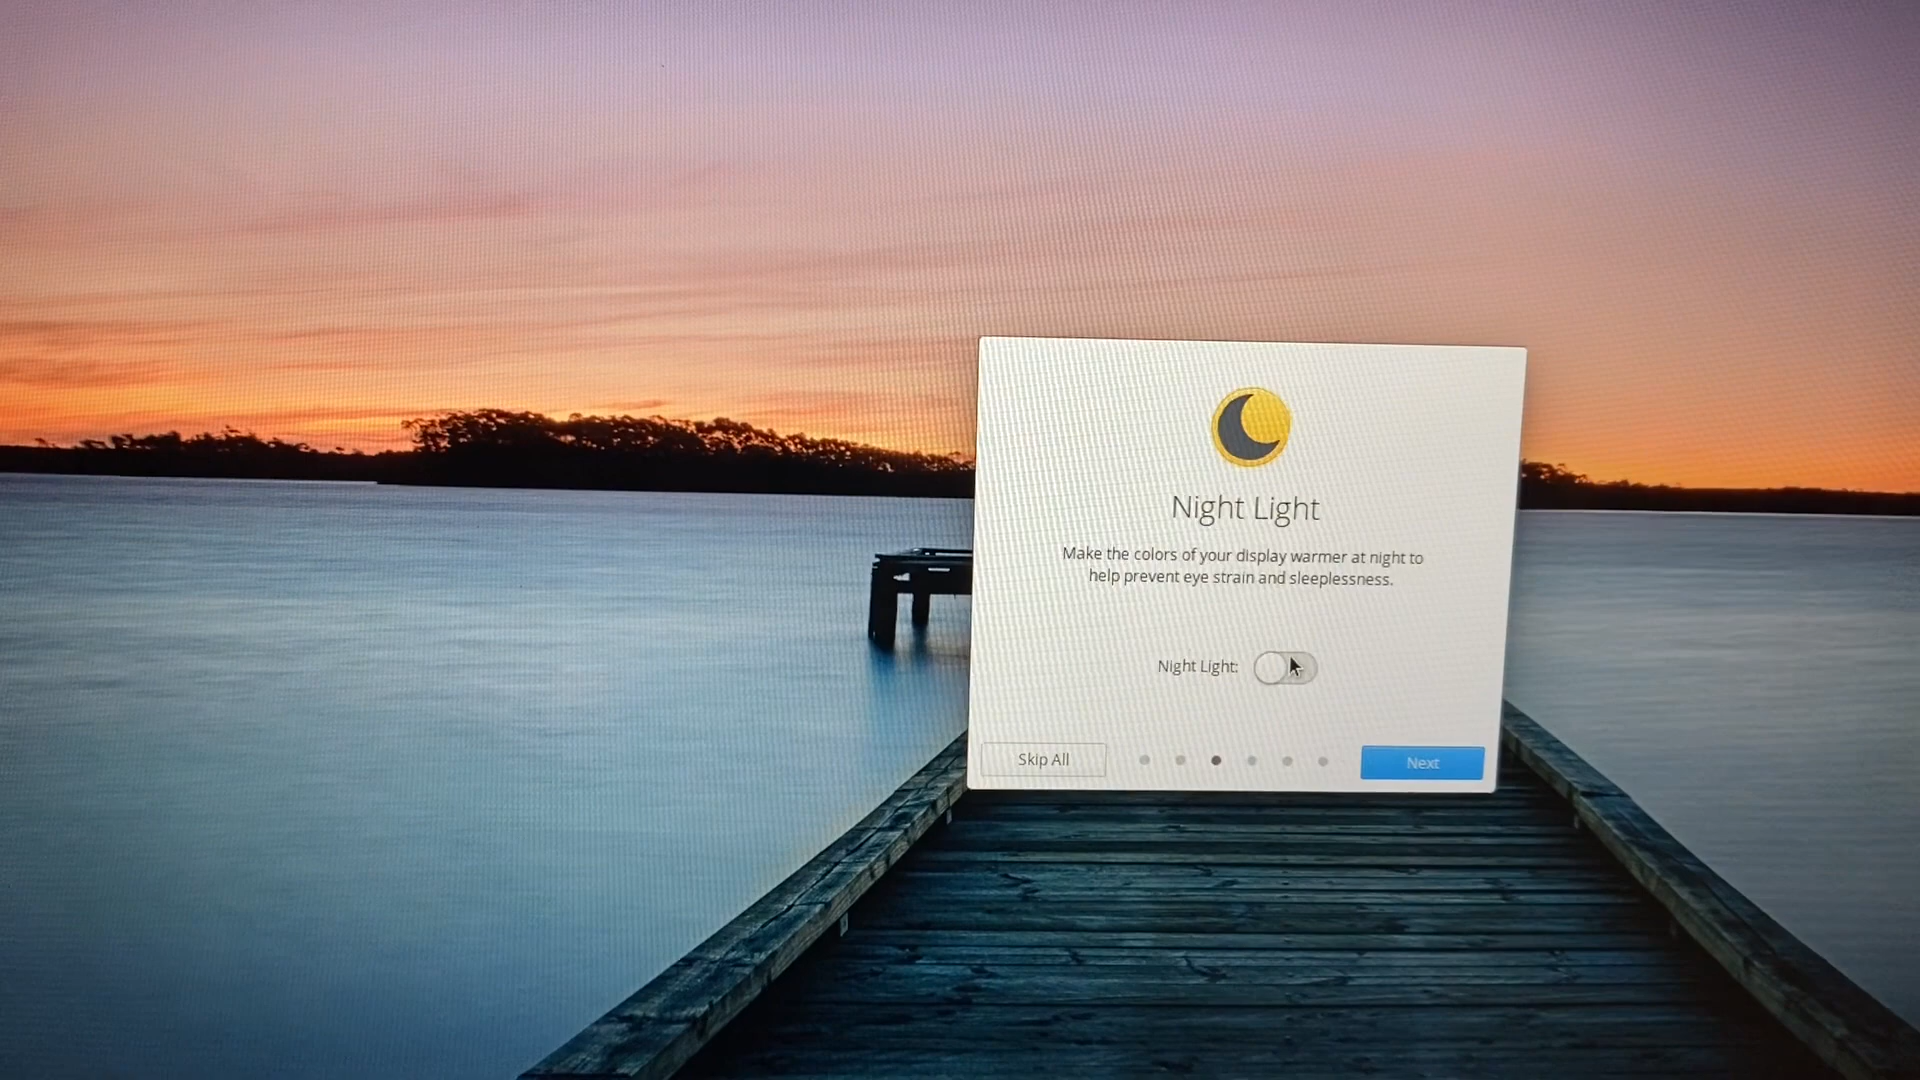 Night Light
Make the colors of your display warmer at night to
help prevent eye strain and sleeplessness.
Night Light:
Skip All
Next